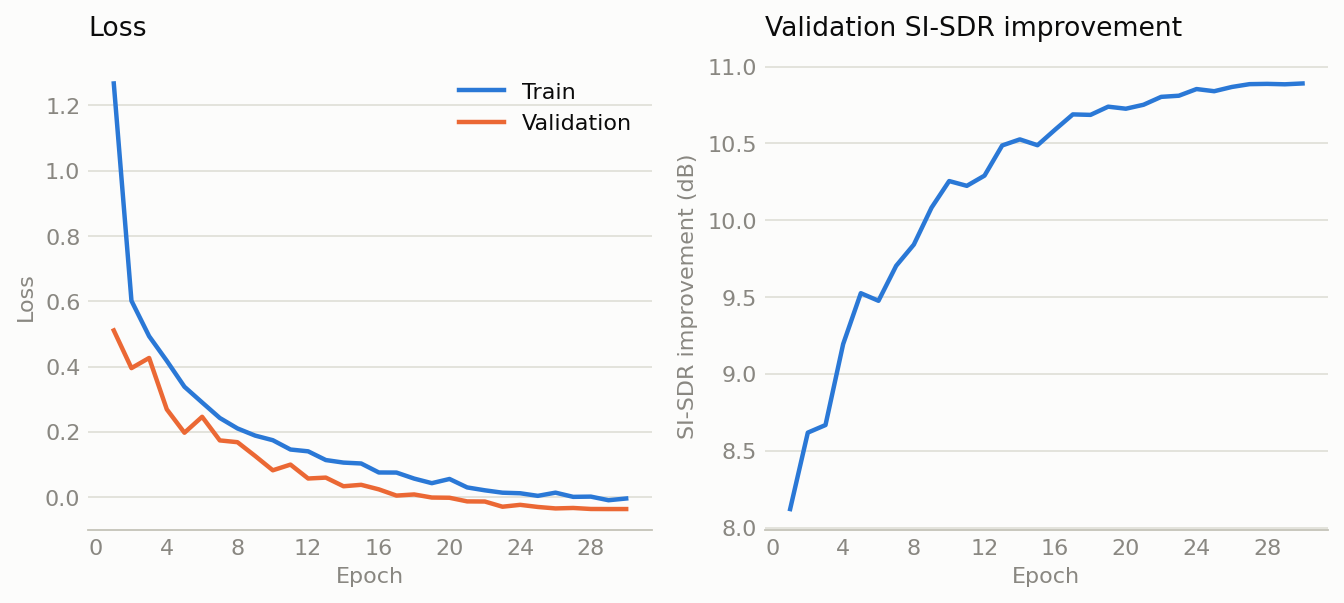 Loss
Train
Validation
1.2
1.0
0.8
0.6
0.4
0.2
0.0
Loss
0 4 8 12 16 20 24 28
Epoch
Validation SI-SDR improvement
11.0
10.5
10.0
9.5
9.0
8.5
8.0
SI-SDR improvement (dB)
0 4 8 12 16 20 24 28
Epoch